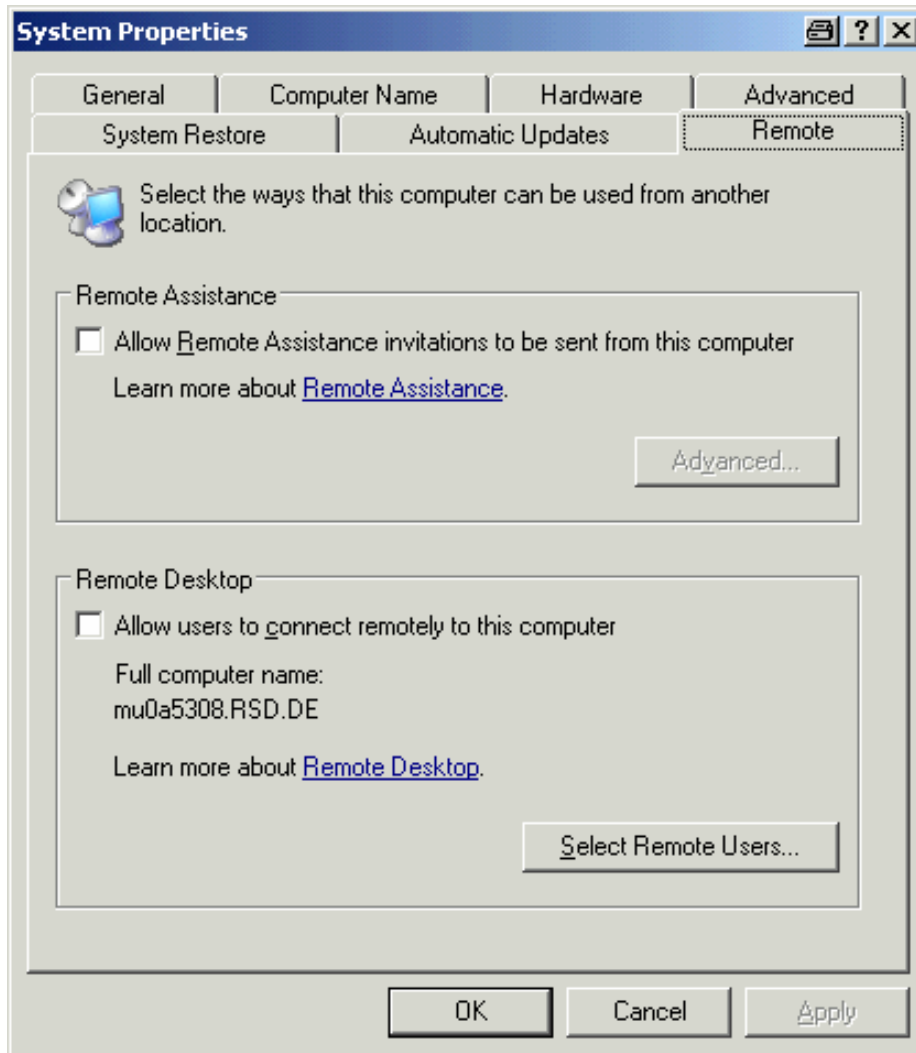 System Properties
General
Computer Name
Hardware
Advanced
System Restore
Automatic Updates
Remote
Select the ways that this computer can be used from another
location.
Remote Assistance
Allow Remote Assistance invitations to be sent from this computer
Learn more about Remote Assistance.
Advanced...
Remote Desktop
Allow users to connect remotely to this computer
Full computer name:
mu0a5308.RSD.DE
Learn more about Remote Desktop.
Select Remote Users...
OK
Cancel
Apply